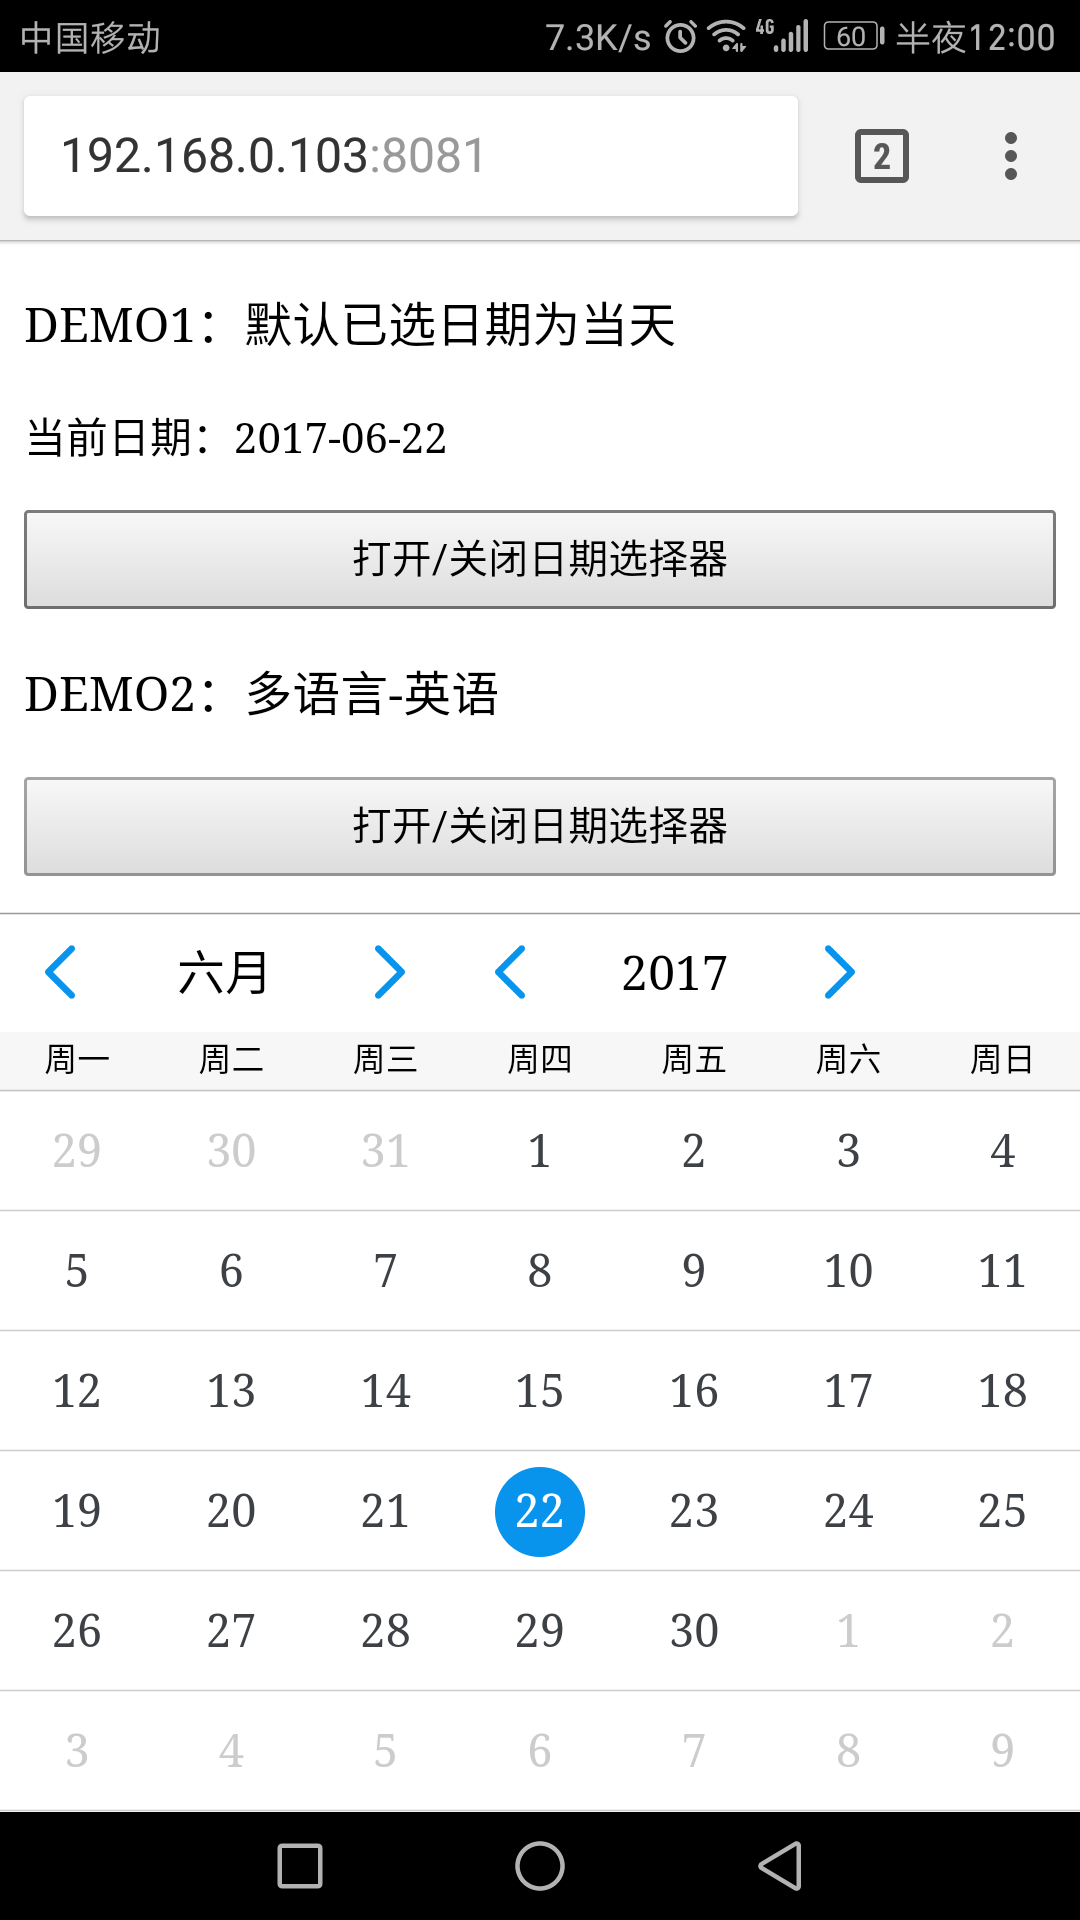 中国移动 7.3K/s 4G 60 半夜12:00
192.168.0.103:8081 2
DEMO1：默认已选日期为当天
当前日期：2017-06-22
打开/关闭日期选择器
DEMO2：多语言-英语
打开/关闭日期选择器
六月 2017
周一 周二 周三 周四 周五 周六 周日
29 30 31 1 2 3 4
5 6 7 8 9 10 11
12 13 14 15 16 17 18
19 20 21 22 23 24 25
26 27 28 29 30 1 2
3 4 5 6 7 8 9